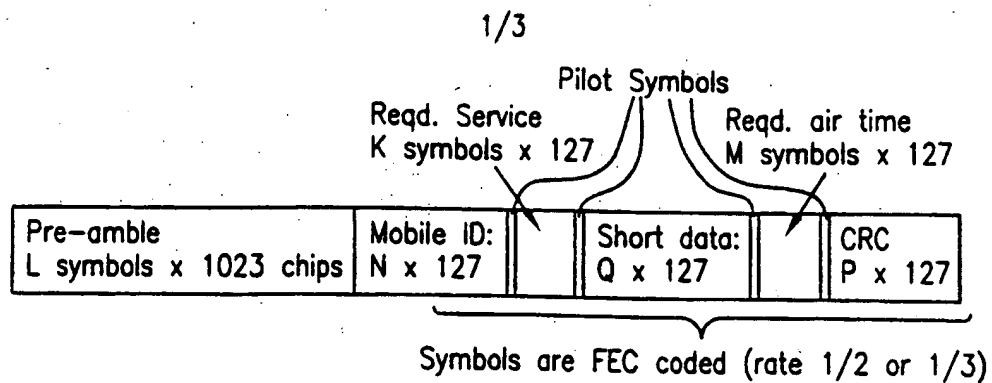 1/3
Pilot Symbols
Reqd. Service
K symbols x 127
Reqd. air time
M symbols x 127
Pre-amble
L symbols x 1023 chips
Mobile ID:
N x 127
Short data:
Q x 127
CRC
P x 127
Symbols are FEC coded (rate 1/2 or 1/3)